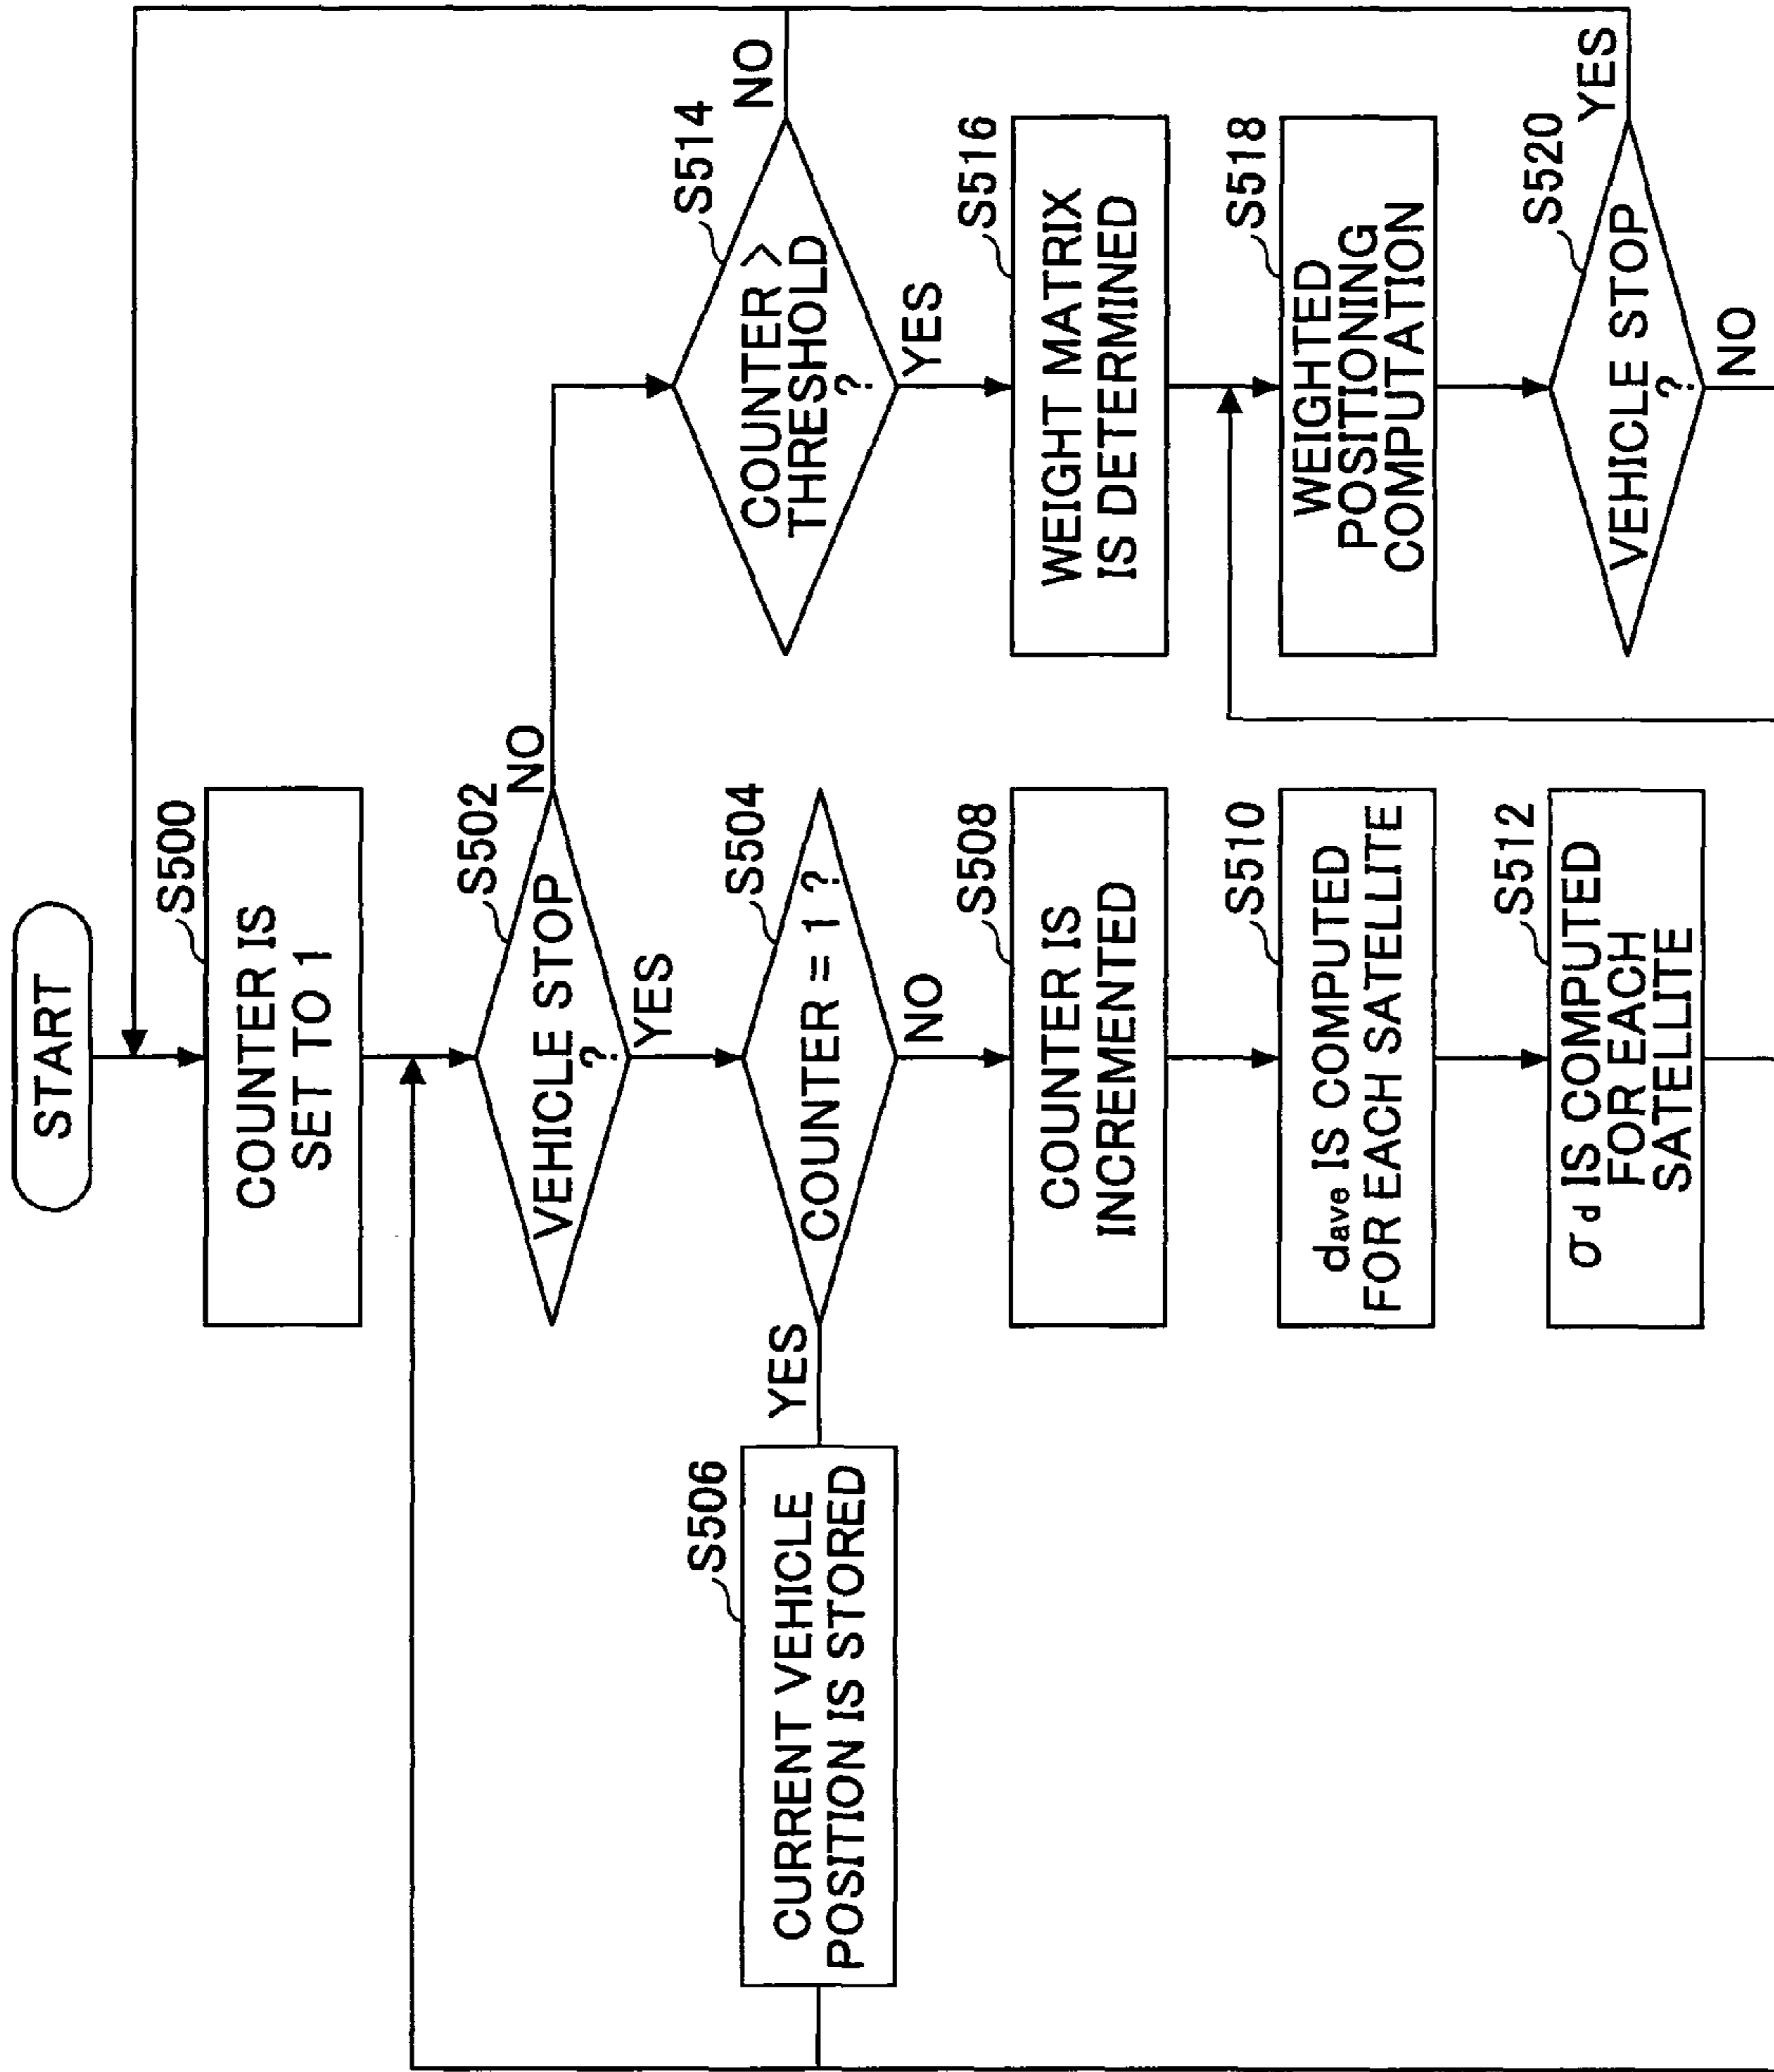 START
S500
COUNTER IS
SET TO 1
S502
VEHICLE STOP
?
NO
YES
S504
COUNTER = 1 ?
YES
NO
S506
CURRENT VEHICLE
POSITION IS STORED
S508
COUNTER IS
INCREMENTED
S510
dave IS COMPUTED
FOR EACH SATELLITE
S512
σd IS COMPUTED
FOR EACH
SATELLITE
S514
COUNTER >
THRESHOLD
?
NO
YES
S516
WEIGHT MATRIX
IS DETERMINED
S518
WEIGHTED
POSITIONING
COMPUTATION
S520
VEHICLE STOP
?
YES
NO